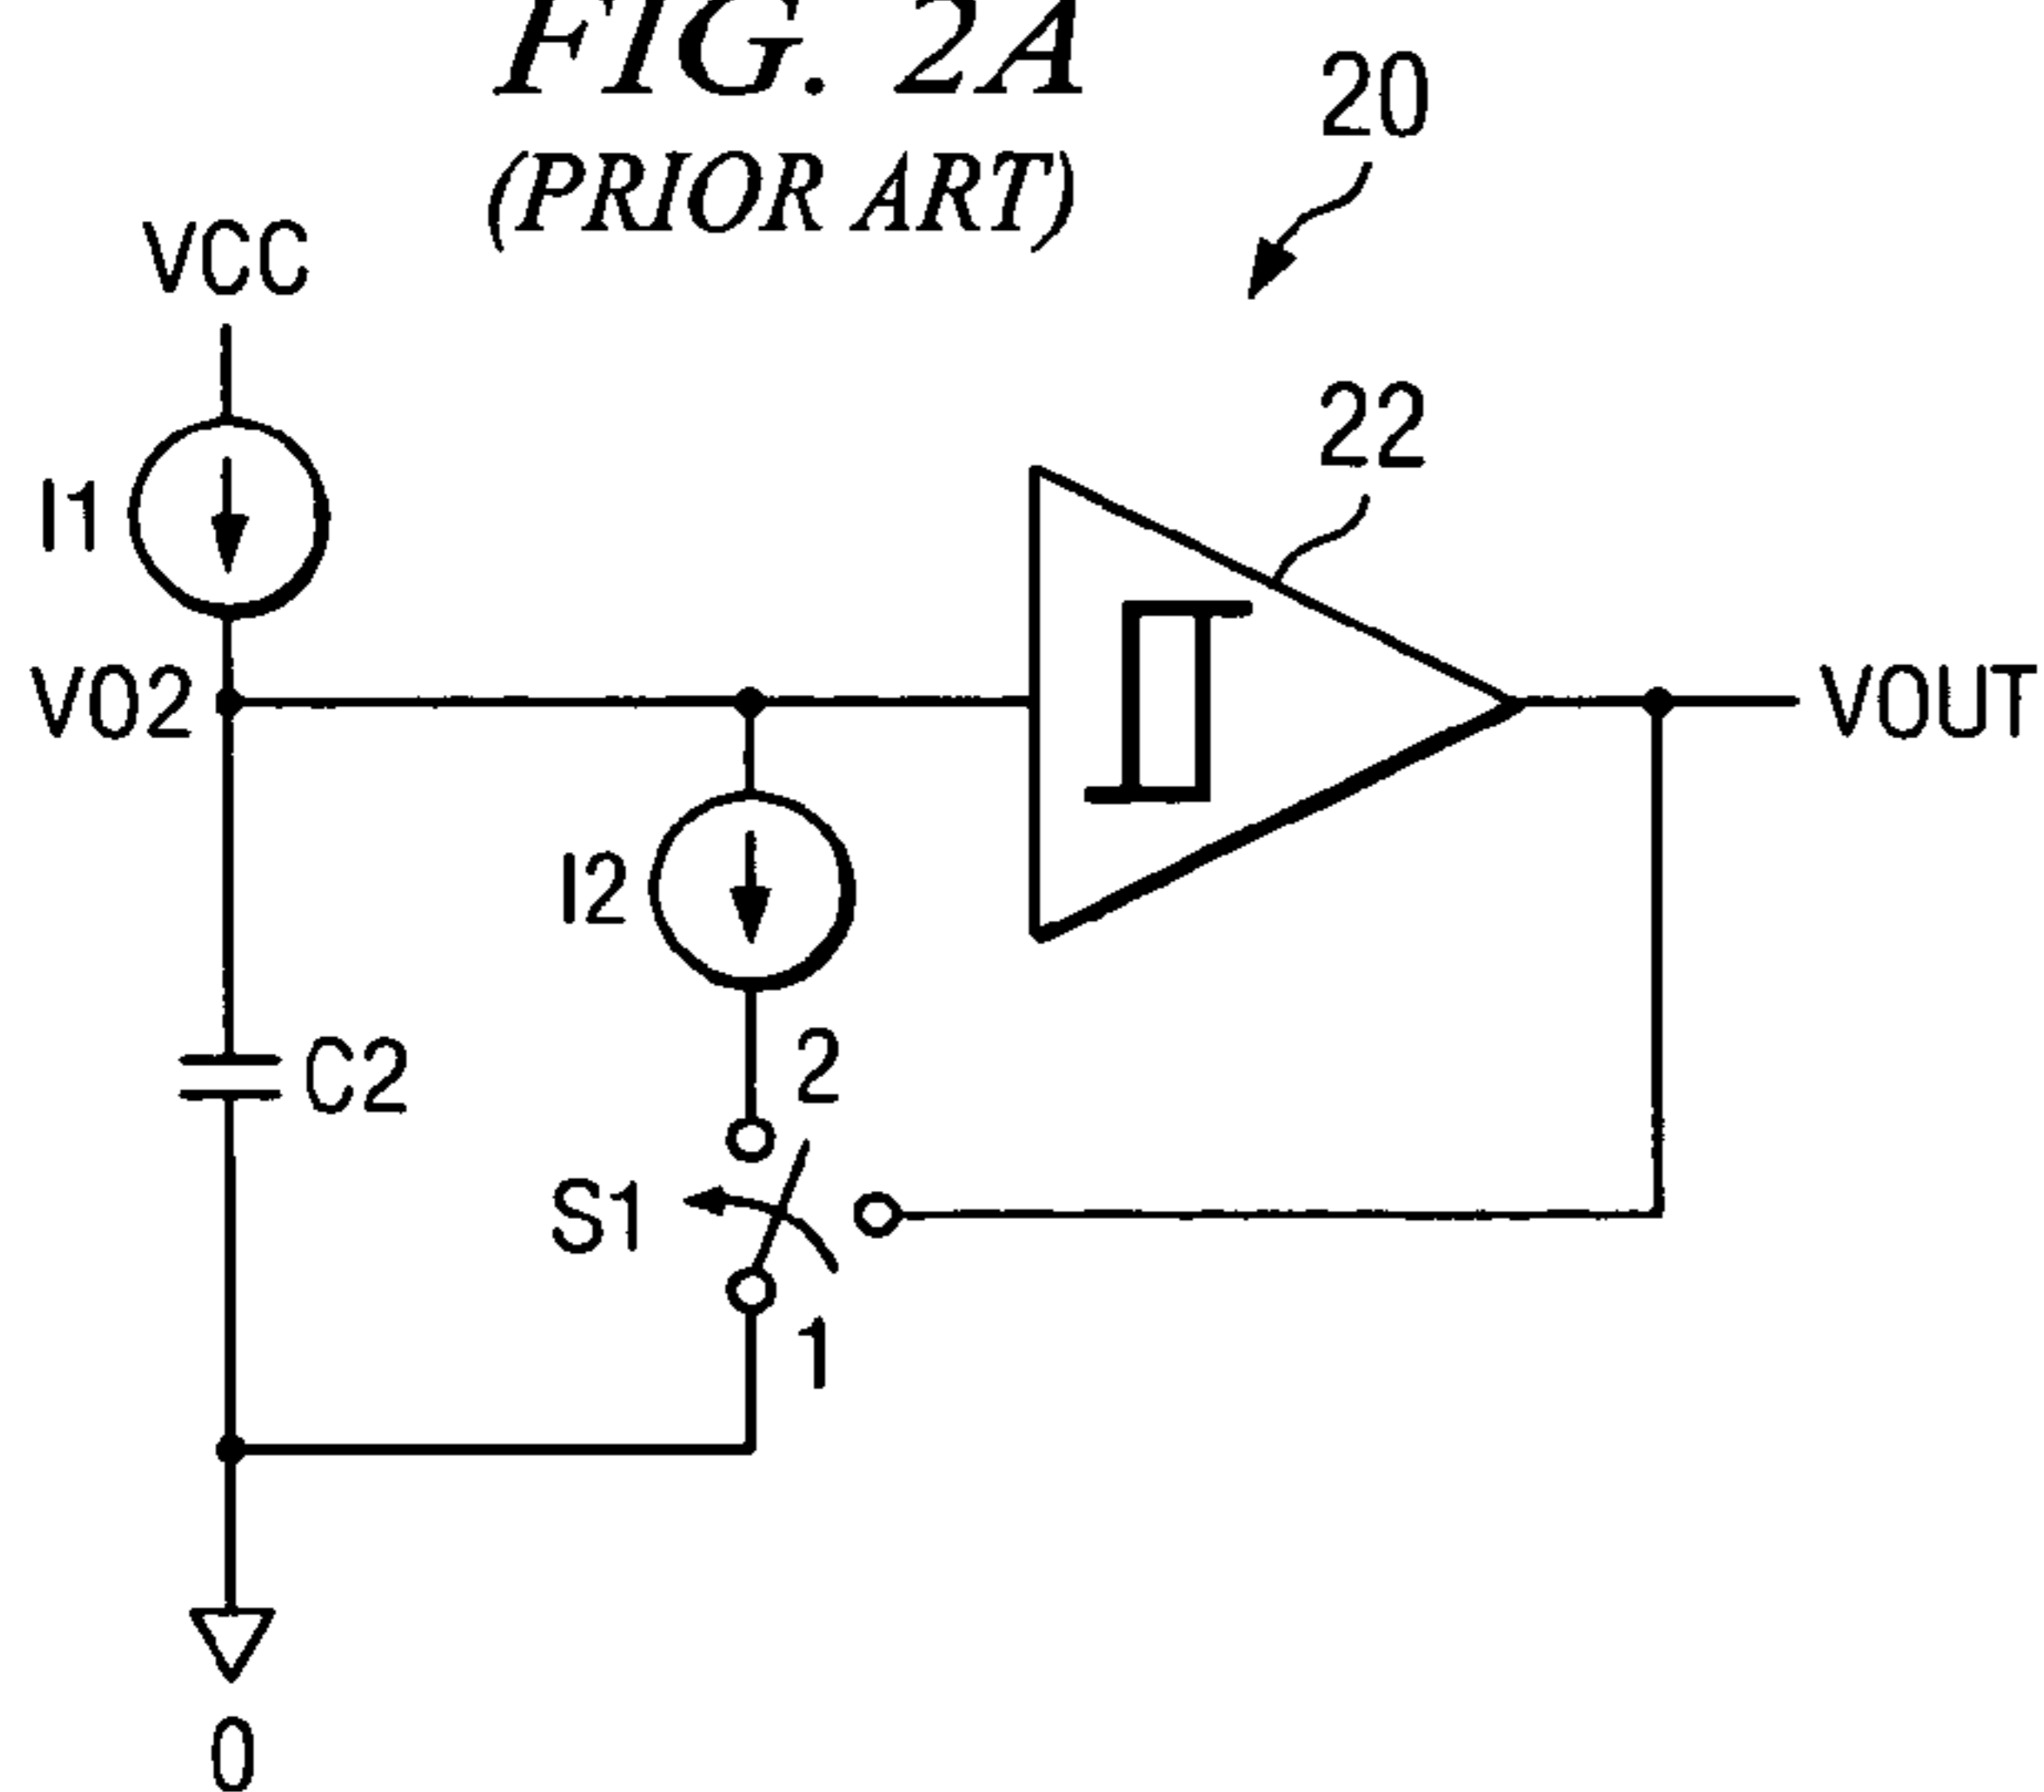 FIG. 2A
(PRIOR ART)
20
VCC
22
I1
VO2
VOUT
I2
2
C2
S1
1
0